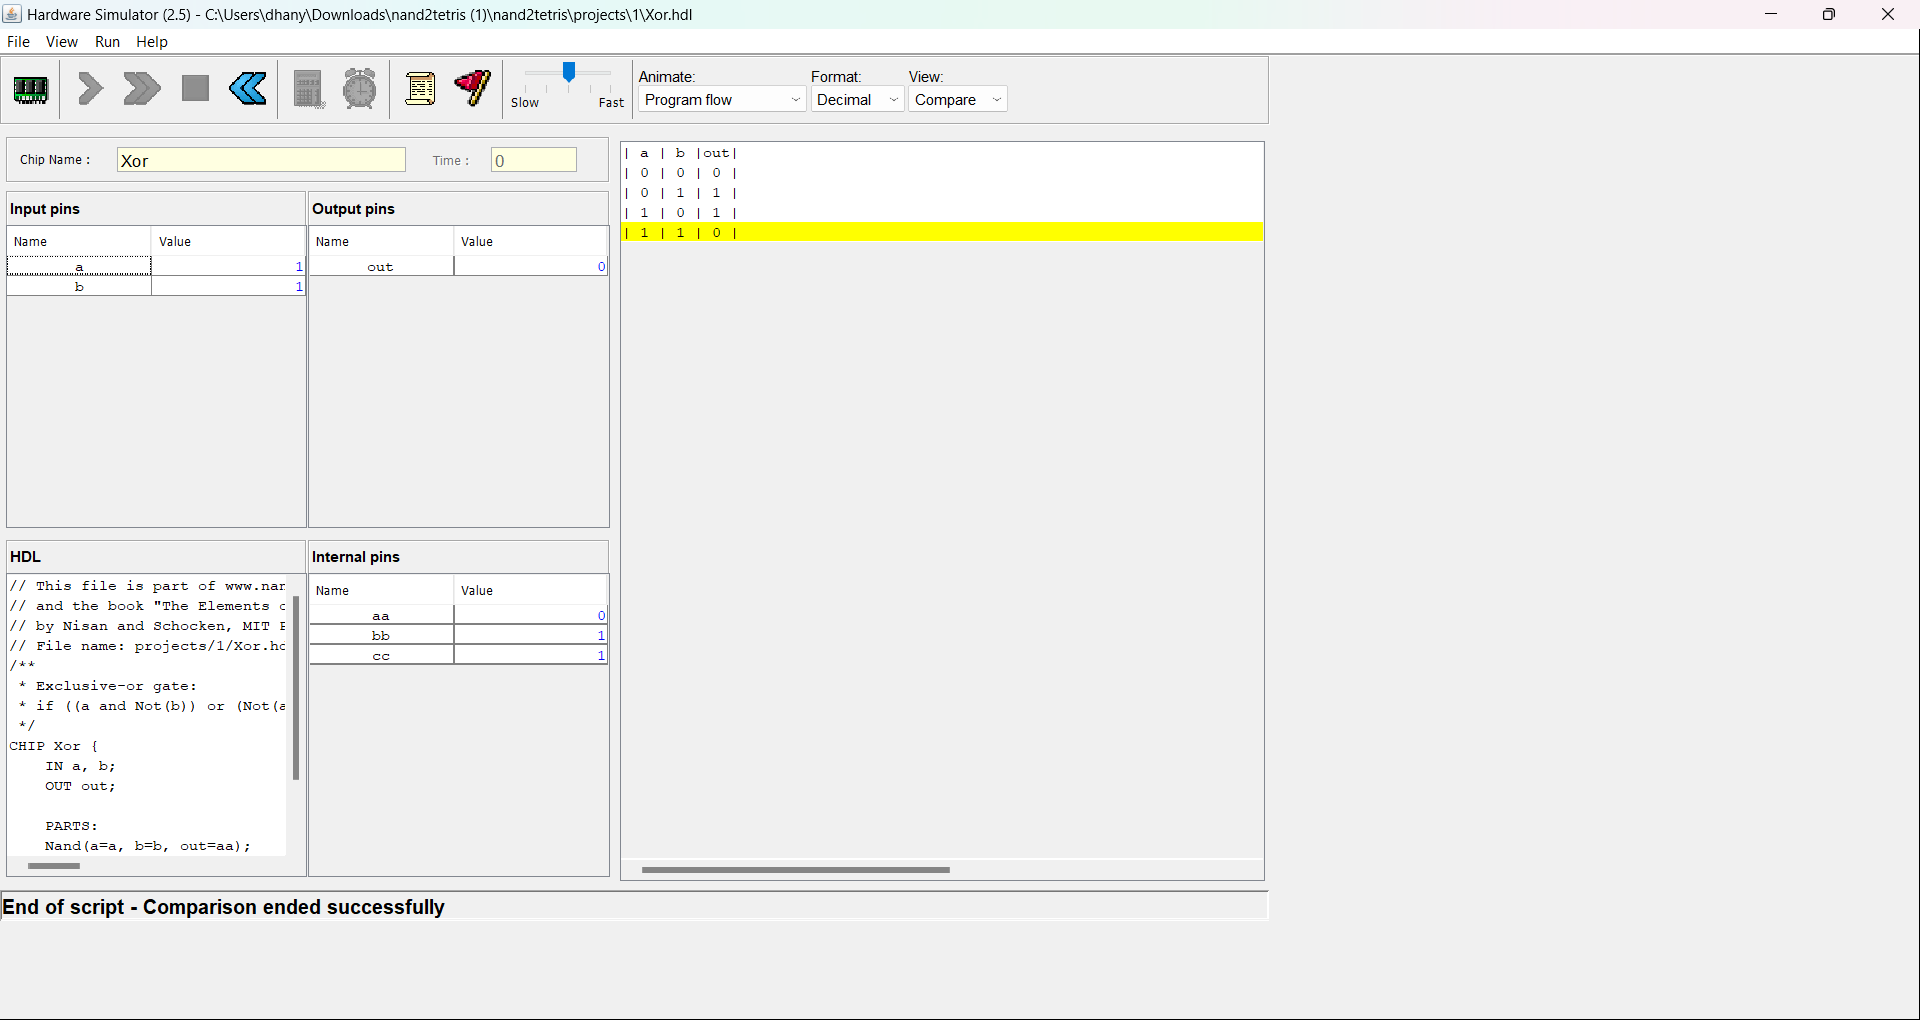 Hardware Simulator (2.5) - C:\Users\dhany\Downloads\nand2tetris (1)\nand2tetris\projects\1\Xor.hdl
File View Run Help
Slow Fast
Animate: Format: View:
Program flow Decimal Compare
Chip Name : Xor Time : 0
Input pins
Name Value
a 1
b 1
Output pins
Name Value
out 0
HDL
// This file is part of www.nan
// and the book "The Elements o
// by Nisan and Schocken, MIT P
// File name: projects/1/Xor.hd
/**
* Exclusive-or gate:
* if ((a and Not(b)) or (Not(a
*/
CHIP Xor {
IN a, b;
OUT out;
PARTS:
Nand(a=a, b=b, out=aa);
Internal pins
Name Value
aa 0
bb 1
cc 1
| a | b |out|
| 0 | 0 | 0 |
| 0 | 1 | 1 |
| 1 | 0 | 1 |
| 1 | 1 | 0 |
End of script - Comparison ended successfully